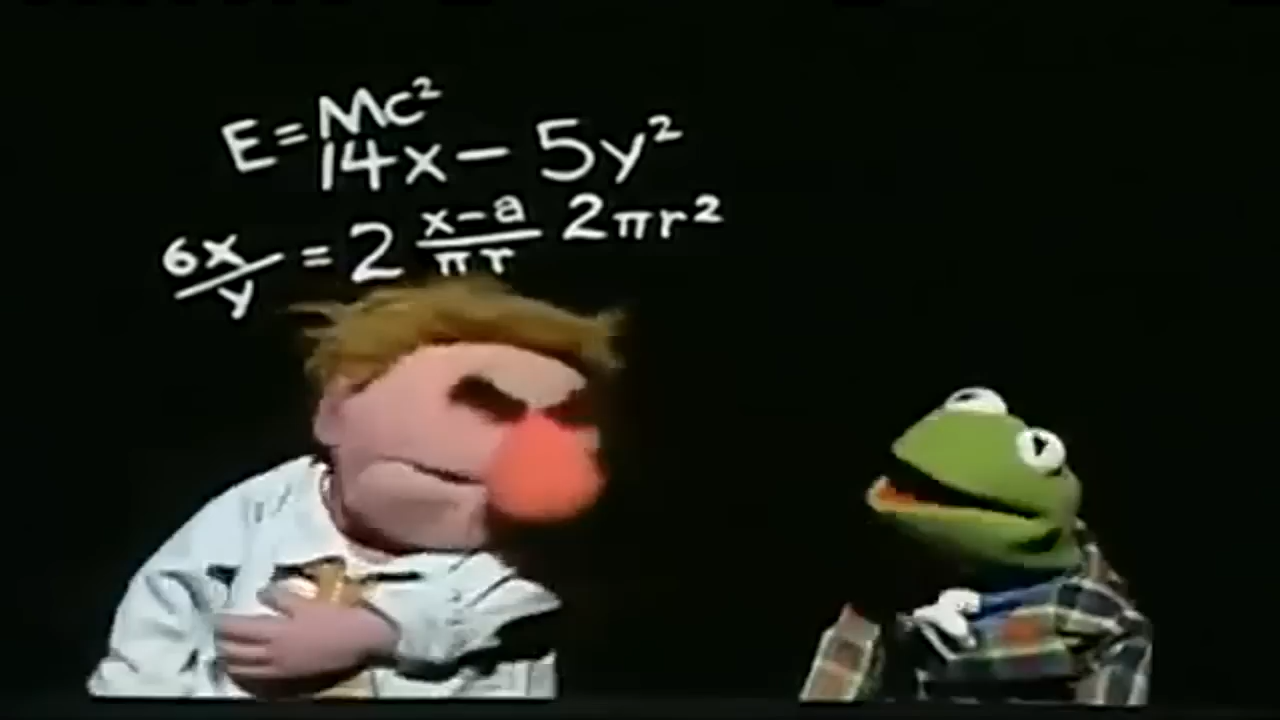 E=Mc²
14x – 5y²
6x/y = 2 x-a/πr 2πr²